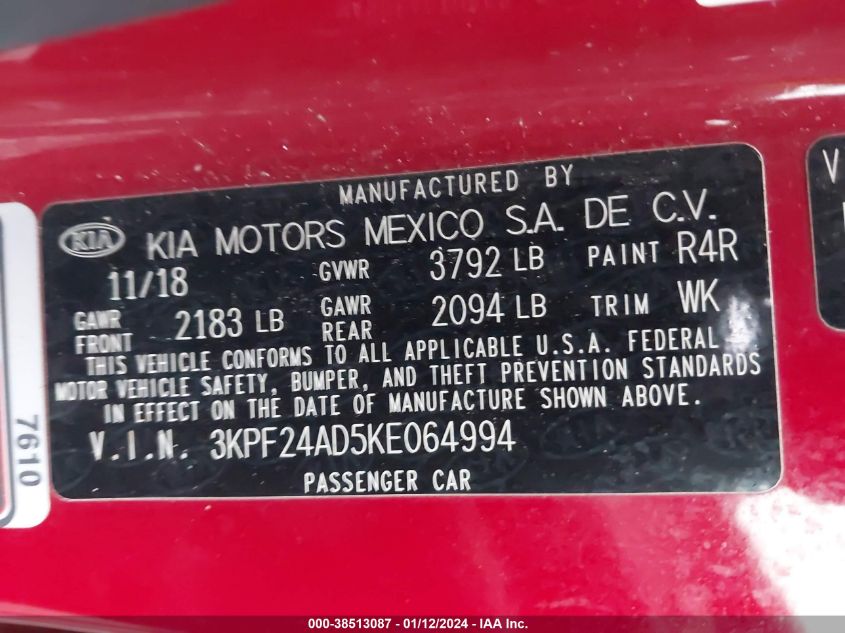 MANUFACTURED BY
KIA KIA MOTORS MEXICO S.A. DE C.V.
11/18 GVWR 3792 LB PAINT R4R
GAWR FRONT 2183 LB GAWR REAR 2094 LB TRIM WK
THIS VEHICLE CONFORMS TO ALL APPLICABLE U.S.A. FEDERAL
MOTOR VEHICLE SAFETY, BUMPER, AND THEFT PREVENTION STANDARDS
IN EFFECT ON THE DATE OF MANUFACTURE SHOWN ABOVE.
V.I.N. 3KPF24AD5KE064994
PASSENGER CAR
7610
V
000-38513087 - 01/12/2024 - IAA Inc.